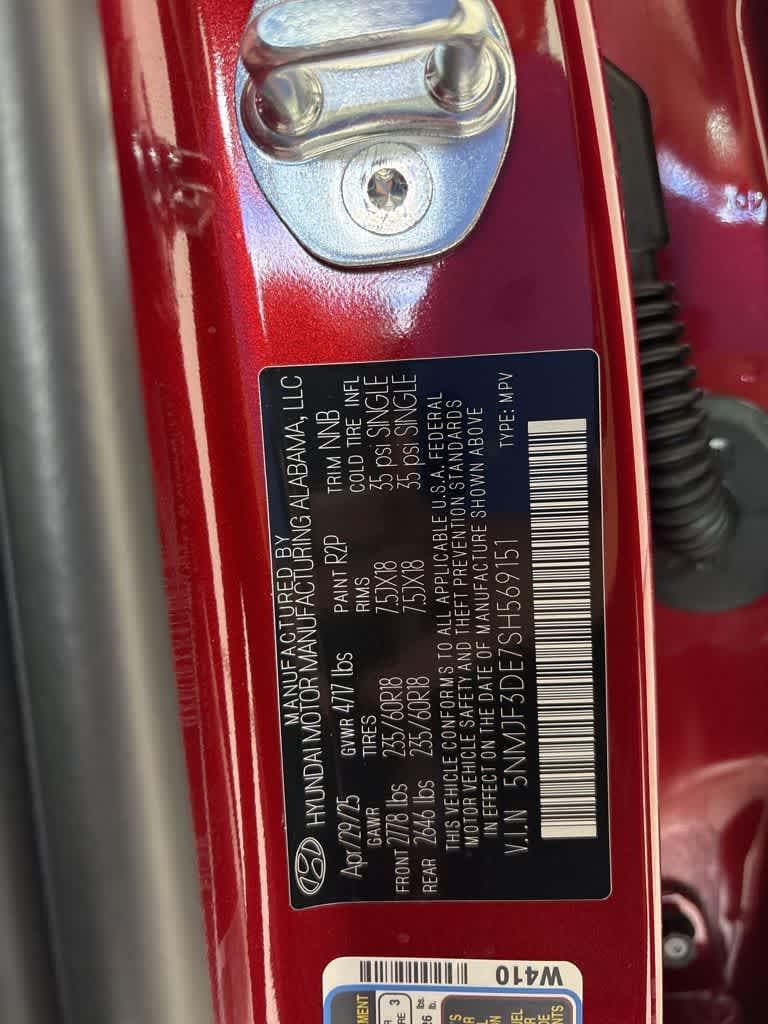 MANUFACTURED BY
HYUNDAI MOTOR MANUFACTURING ALABAMA, LLC
Apr/29/25 GVWR 4717 lbs PAINT R2P TRIM NNB
GAWR TIRES RIMS COLD TIRE INFL
FRONT 2778 lbs 235/60R18 7.5JX18 35 psi SINGLE
REAR 2646 lbs 235/60R18 7.5JX18 35 psi SINGLE
THIS VEHICLE CONFORMS TO ALL APPLICABLE U.S.A. FEDERAL
MOTOR VEHICLE SAFETY AND THEFT PREVENTION STANDARDS
IN EFFECT ON THE DATE OF MANUFACTURE SHOWN ABOVE
V.I.N 5NMJF3DE7SH569151 TYPE: MPV
W410